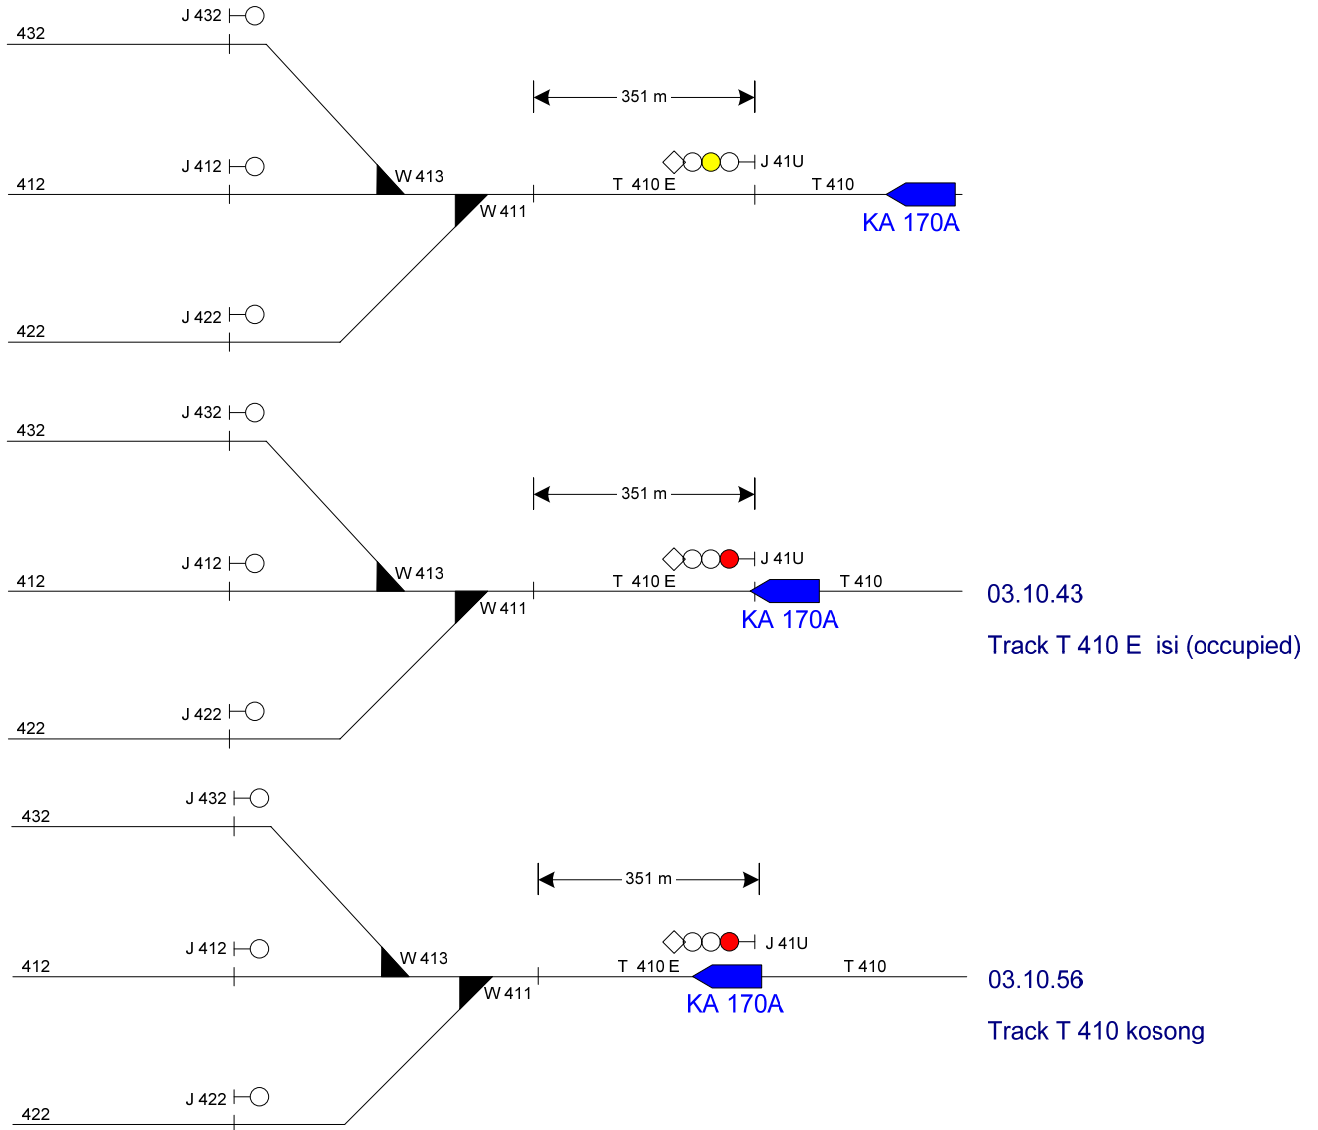 J 432
432
351 m
J 41U
J 412
W 413
412
T 410 E
T 410
W 411
KA 170A
J 422
422
J 432
432
351 m
J 41U
J 412
W 413
412
T 410 E
T 410
03.10.43
W 411
KA 170A
Track T 410 E isi (occupied)
J 422
422
J 432
432
351 m
J 41U
J 412
W 413
412
T 410 E
T 410
03.10.56
W 411
KA 170A
Track T 410 kosong
J 422
422